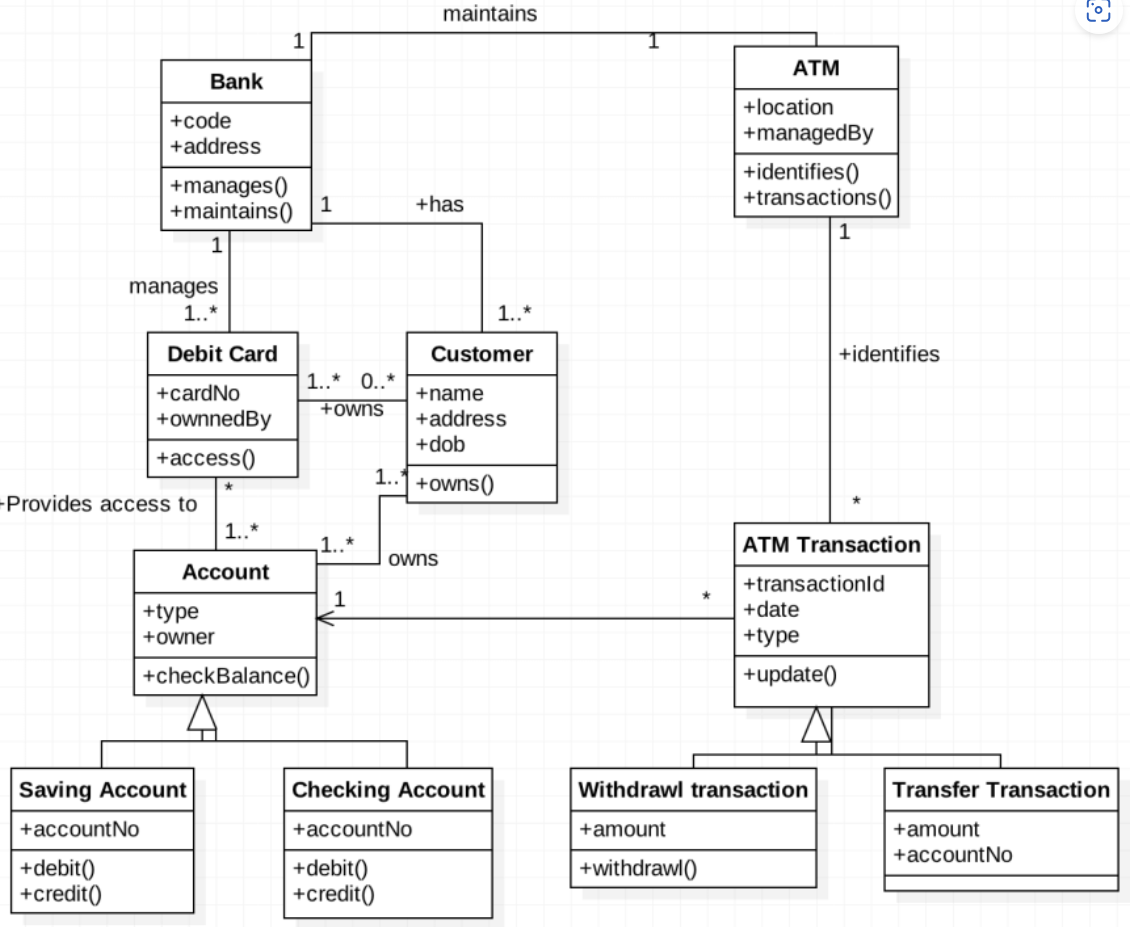 maintains
1
1
Bank
+code
+address
+manages()
+maintains()
ATM
+location
+managedBy
+identifies()
+transactions()
1
+has
1
1
manages
1..*
1..*
+identifies
Debit Card
+cardNo
+ownnedBy
+access()
1..*
0..*
+owns
Customer
+name
+address
+dob
+owns()
*
+Provides access to
1..*
1..*
1..*
owns
*
Account
+type
+owner
+checkBalance()
1
*
ATM Transaction
+transactionId
+date
+type
+update()
Saving Account
+accountNo
+debit()
+credit()
Checking Account
+accountNo
+debit()
+credit()
Withdrawl transaction
+amount
+withdrawl()
Transfer Transaction
+amount
+accountNo